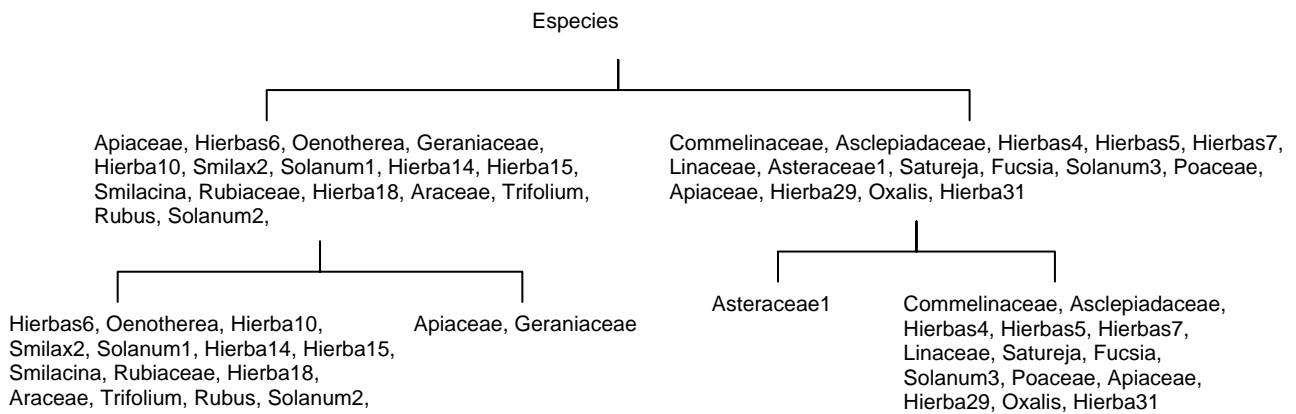 Especies
Apiaceae, Hierbas6, Oenotherea, Geraniaceae,
Hierba10, Smilax2, Solanum1, Hierba14, Hierba15,
Smilacina, Rubiaceae, Hierba18, Araceae, Trifolium,
Rubus, Solanum2,
Commelinaceae, Asclepiadaceae, Hierbas4, Hierbas5, Hierbas7,
Linaceae, Asteraceae1, Satureja, Fucsia, Solanum3, Poaceae,
Apiaceae, Hierba29, Oxalis, Hierba31
Hierbas6, Oenotherea, Hierba10,
Smilax2, Solanum1, Hierba14, Hierba15,
Smilacina, Rubiaceae, Hierba18,
Araceae, Trifolium, Rubus, Solanum2,
Apiaceae, Geraniaceae
Asteraceae1
Commelinaceae, Asclepiadaceae,
Hierbas4, Hierbas5, Hierbas7,
Linaceae, Satureja, Fucsia,
Solanum3, Poaceae, Apiaceae,
Hierba29, Oxalis, Hierba31